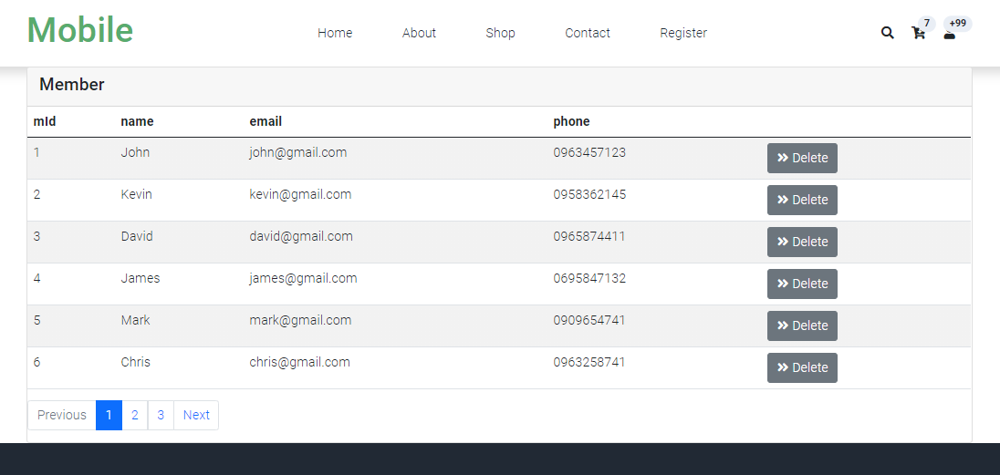 Mobile Home About Shop Contact Register 7 +99
Member
mId name email phone
1 John john@gmail.com 0963457123 Delete
2 Kevin kevin@gmail.com 0958362145 Delete
3 David david@gmail.com 0965874411 Delete
4 James james@gmail.com 0695847132 Delete
5 Mark mark@gmail.com 0909654741 Delete
6 Chris chris@gmail.com 0963258741 Delete
Previous 1 2 3 Next